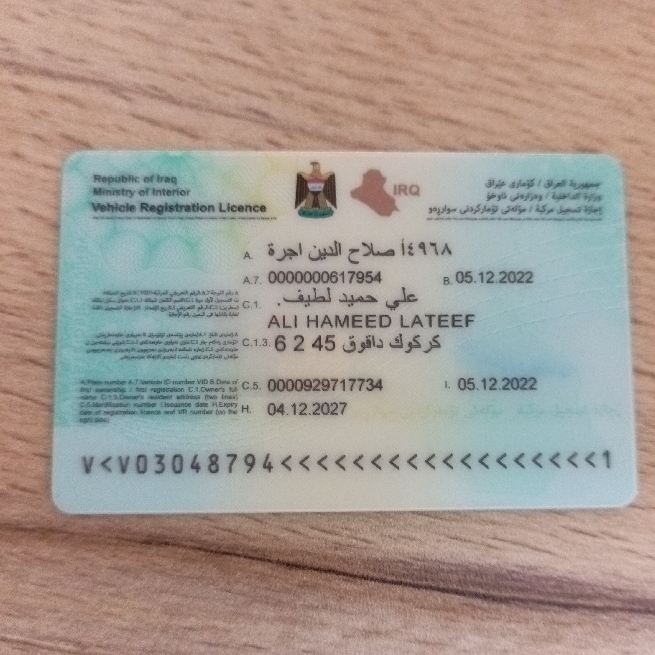 Republic of Iraq
Ministry of Interior
Vehicle Registration Licence
IRQ
جمهورية العراق / كۆماری عێراق
وزارة الداخلية / وەزارەتی ناوخۆ
إجازة تسجيل مركبة / مۆڵەتی تۆمارکردنی سواریەو
A. ٤٩٦٨أ صلاح الدين اجرة
A.7. 0000000617954 B. 05.12.2022
C.1. علي حميد لطيف.
ALI HAMEED LATEEF
C.1.3. كركوك داقوق 45 2 6
C.5. 0000929717734 I. 05.12.2022
H. 04.12.2027
A.Plate number A.7.Vehicle ID number VID B.Date of
first ownership / first registration C.1.Owner's full
name C.1.3.Owner's resident address (two lines)
C.5.Identification number I.Issuance date H.Expiry
date of registration licence and VR number (on the
right side)
V<V03048794<<<<<<<<<<<<<<<<<<<1